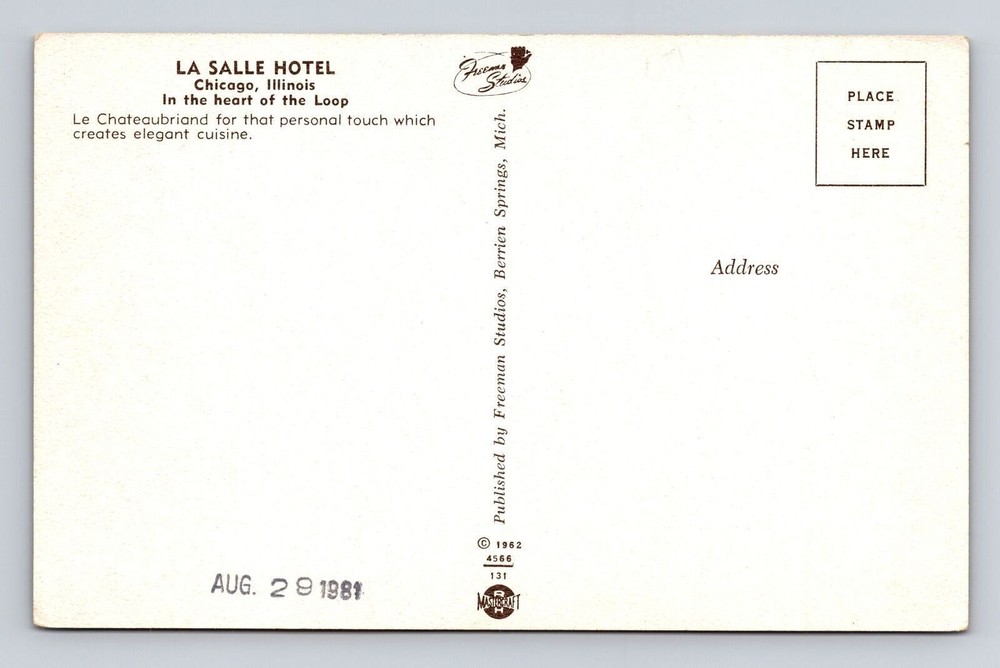 LA SALLE HOTEL
Chicago, Illinois
In the heart of the Loop
Le Chateaubriand for that personal touch which
creates elegant cuisine.
Freeman
Studios
Published by Freeman Studios, Berrien Springs, Mich.
PLACE
STAMP
HERE
Address
© 1962
4566
131
R
MASTERCRAFT
H
AUG. 29 1981